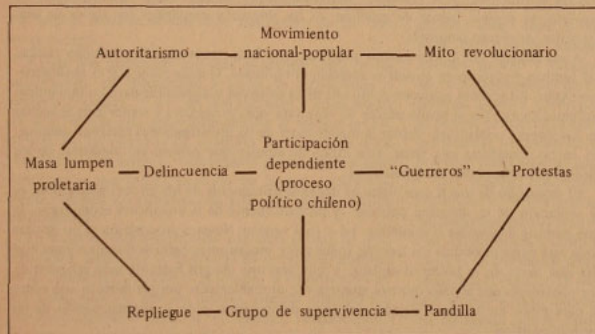 Movimiento
Autoritarismo nacional-popular Mito revolucionario
Participación
Masa lumpen Delincuencia dependiente "Guerreros" Protestas
proletaria (proceso
político chileno)
Repliegue Grupo de supervivencia Pandilla